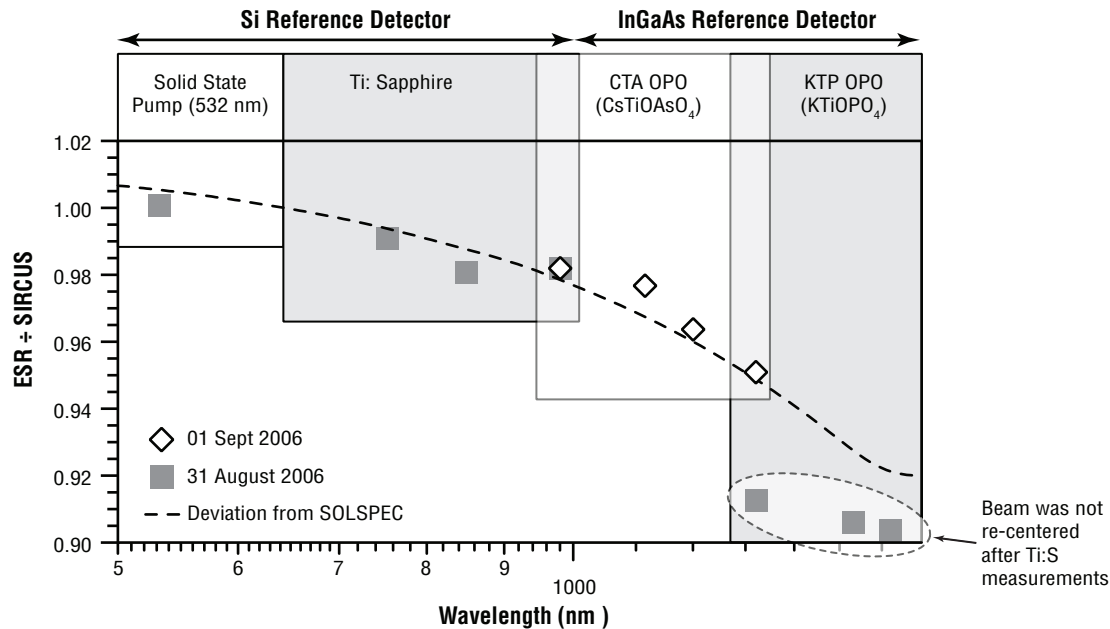 Si Reference Detector
InGaAs Reference Detector
Solid State
Pump (532 nm)
Ti: Sapphire
CTA OPO
(CsTiOAsO4)
KTP OPO
(KTiOPO4)
1.02
1.00
0.98
0.96
0.94
0.92
0.90
ESR ÷ SIRCUS
01 Sept 2006
31 August 2006
Deviation from SOLSPEC
Beam was not
re-centered
after Ti:S
measurements
5 6 7 8 9
1000
Wavelength (nm )